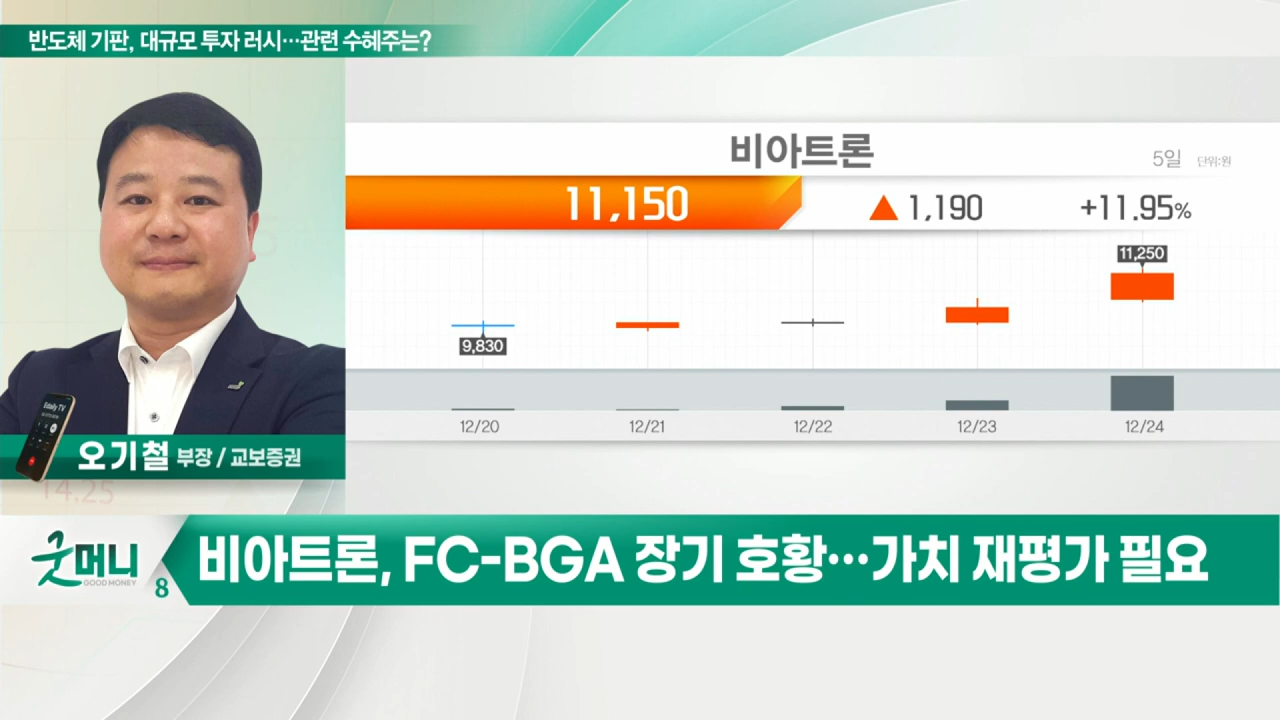 반도체 기판, 대규모 투자 러시…관련 수혜주는?
비아트론
5일 단위:원
11,150 ▲ 1,190 +11.95%
11,250
9,830
12/20 12/21 12/22 12/23 12/24
Edaily TV
오기철 부장 / 교보증권
14.25
굿머니
GOOD MONEY
8
비아트론, FC-BGA 장기 호황…가치 재평가 필요